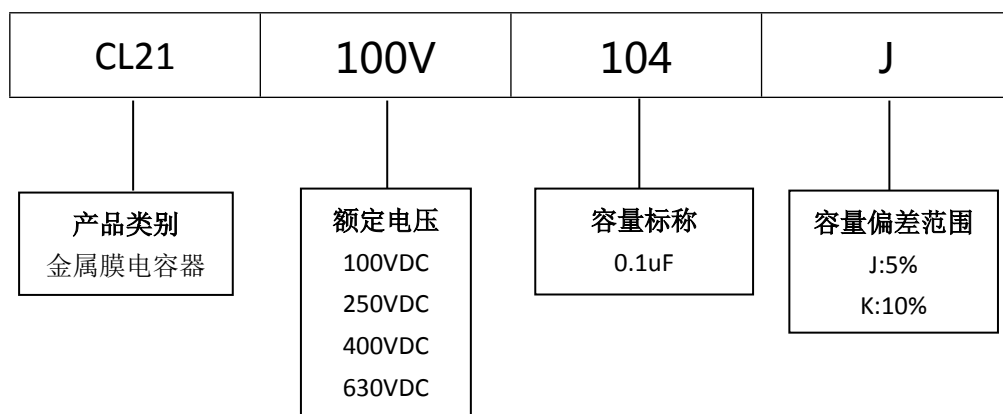 CL21 100V 104 J
产品类别
金属膜电容器
额定电压
100VDC
250VDC
400VDC
630VDC
容量标称
0.1uF
容量偏差范围
J:5%
K:10%